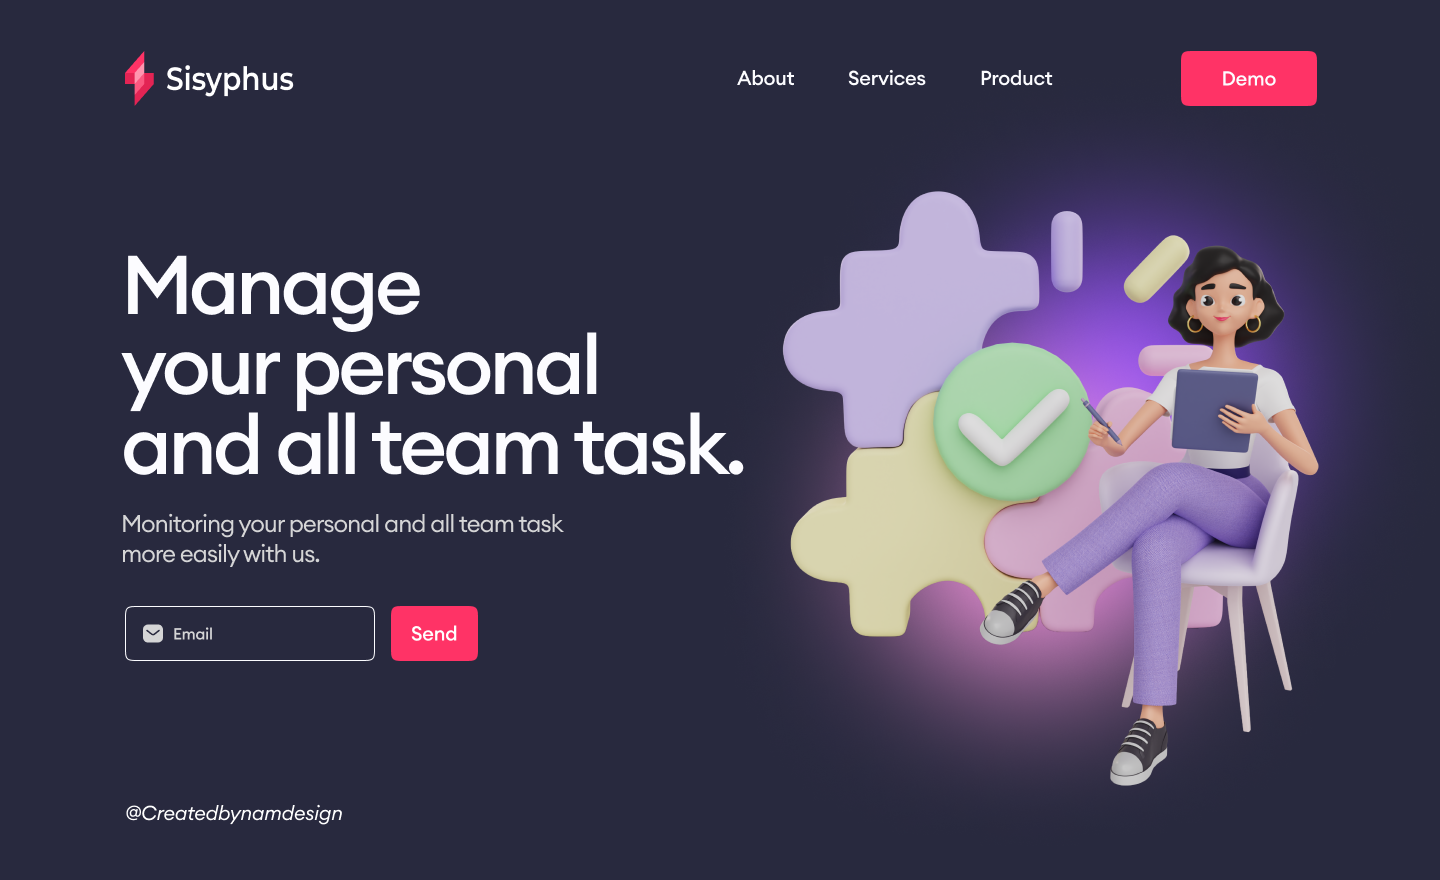 Sisyphus
About
Services
Product
Demo
Manage
your personal
and all team task.
Monitoring your personal and all team task
more easily with us.
Email
Send
@Createdbynamdesign